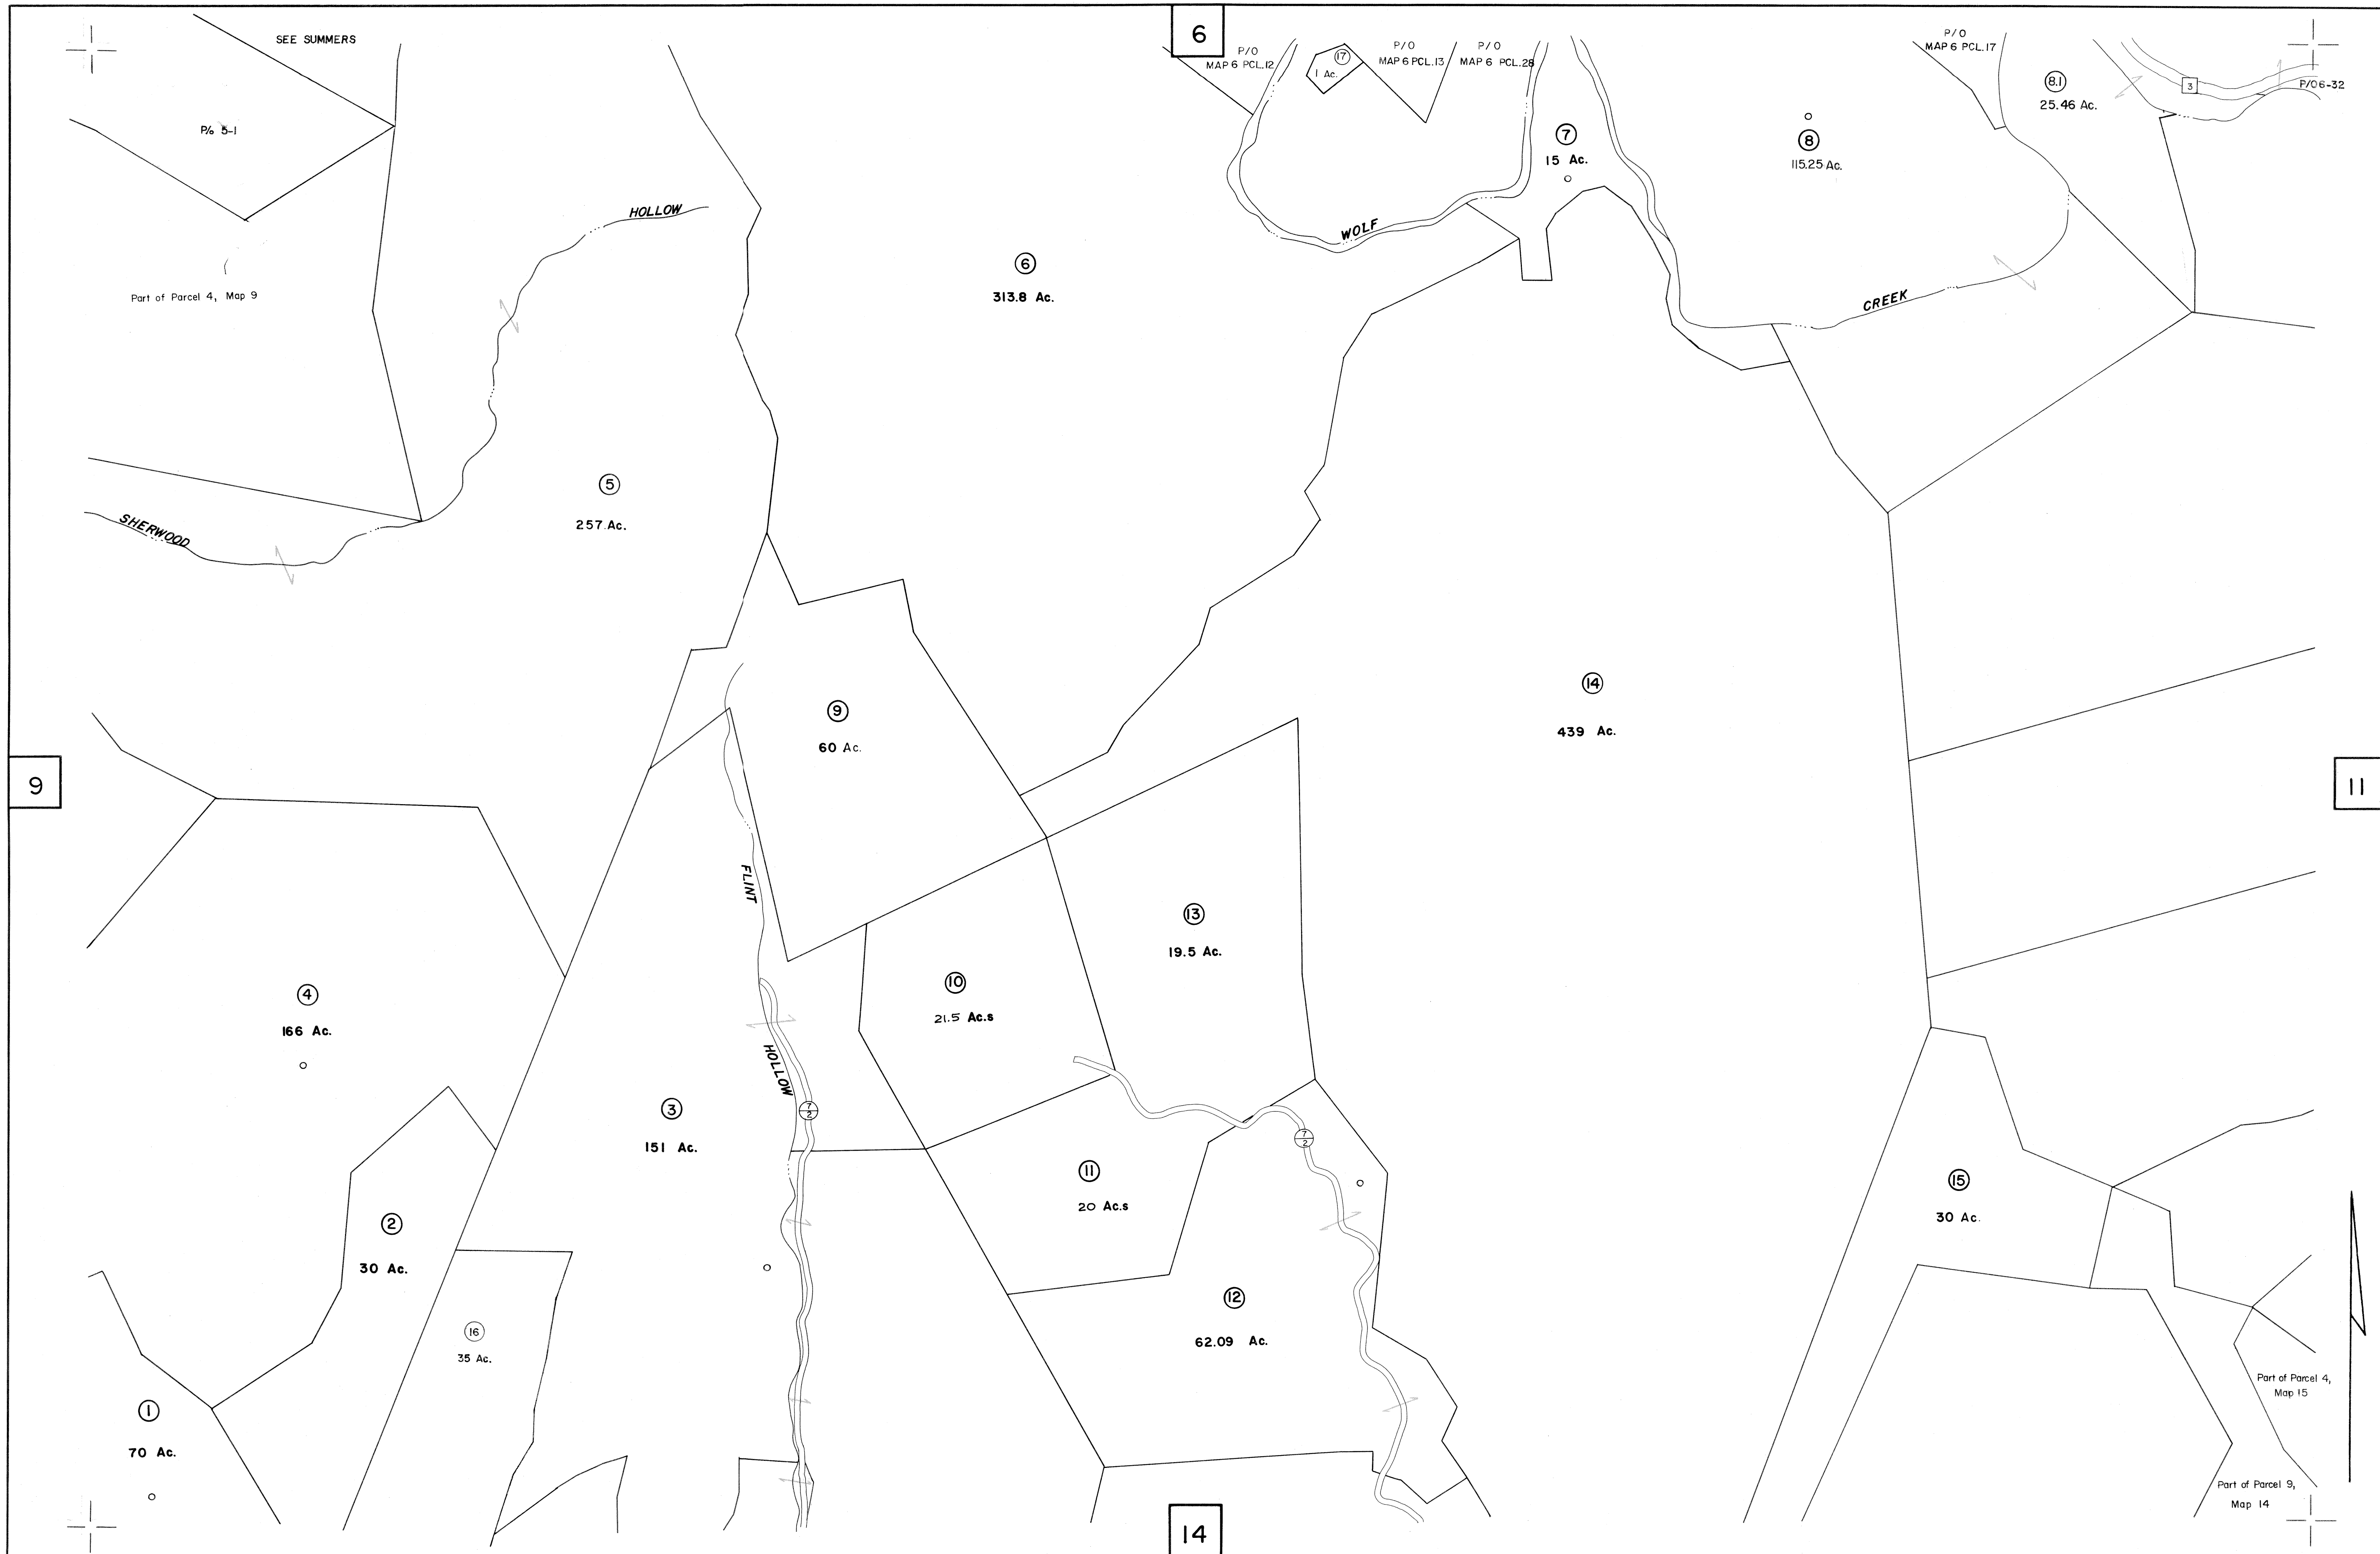 6
SEE SUMMERS
P/O
MAP 6 PCL.12
17
1 Ac.
P/O
MAP 6 PCL.13
P/O
MAP 6 PCL.28
P/O
MAP 6 PCL.17
8.1
25.46 Ac.
3
P/O 6-32
P/o 5-1
7
15 Ac.
8
115.25 Ac.
HOLLOW
WOLF
6
313.8 Ac.
Part of Parcel 4, Map 9
CREEK
5
257 Ac.
SHERWOOD
14
439 Ac.
9
60 Ac.
9
11
FLINT
13
19.5 Ac.
10
21.5 Ac.s
4
166 Ac.
HOLLOW
3
151 Ac.
7
2
7
2
11
20 Ac.s
15
30 Ac.
2
30 Ac.
12
62.09 Ac.
16
35 Ac.
Part of Parcel 4,
Map 15
1
70 Ac.
Part of Parcel 9,
Map 14
14